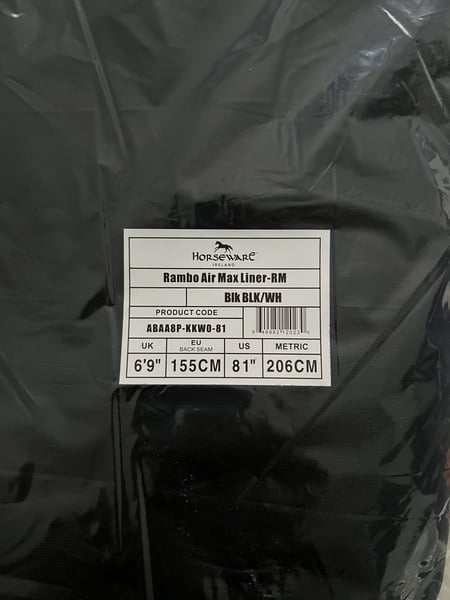 HORSEWARE
IRELAND
Rambo Air Max Liner-RM
Blk BLK/WH
PRODUCT CODE
ABAA8P-KKW0-81
UK EU BACK SEAM US METRIC
6'9" 155CM 81" 206CM